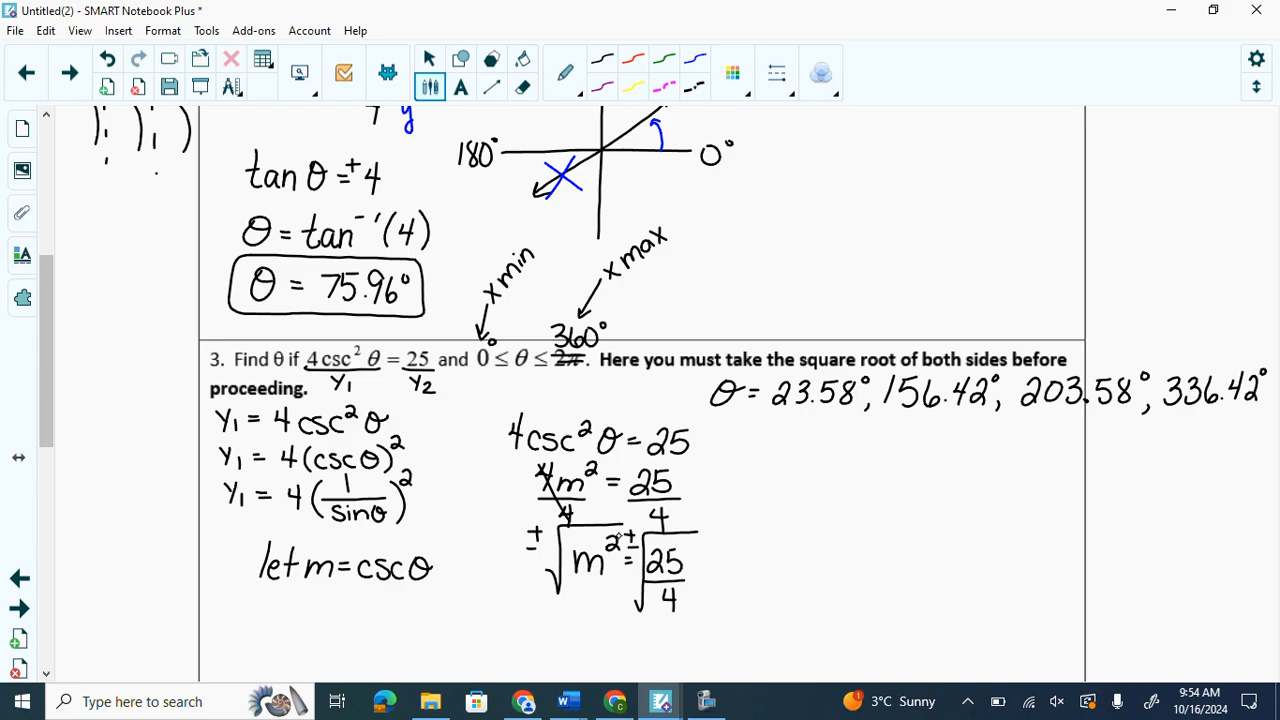 Untitled(2) - SMART Notebook Plus *
File Edit View Insert Format Tools Add-ons Account Help
7 y
180° 0°
tan θ = +4
θ = tan⁻¹(4)
θ = 75.96°
x min
x max
360°
3. Find θ if 4 csc² θ = 25 and 0° ≤ θ ≤ 2π. Here you must take the square root of both sides before
proceeding.
y₁ y₂
θ = 23.58°, 156.42°, 203.58°, 336.42°
y₁ = 4 csc² θ
y₁ = 4(cscθ)²
y₁ = 4(1/sinθ)²
let m = cscθ
4csc²θ = 25
4m²/4 = 25/4
±√m² = ±√25/4
Type here to search
3°C Sunny
9:54 AM
10/16/2024